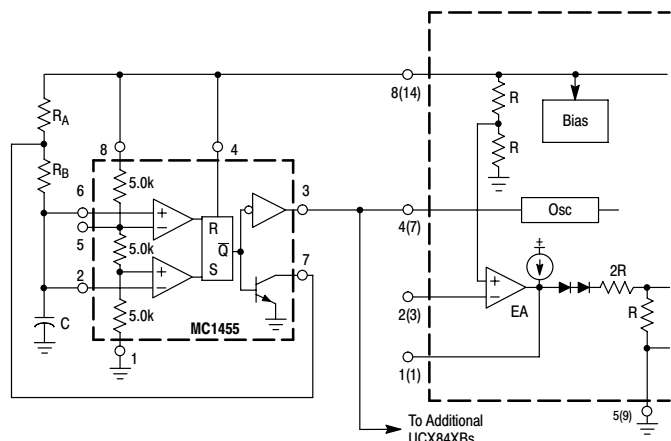 8(14)
R
Bias
R
RA
8
4
RB
5.0k
3
6
R
4(7)
Osc
5
5.0k
Q
7
2
S
2R
EA
R
2(3)
5.0k
C
MC1455
1
1(1)
5(9)
To Additional
UCX84XBs